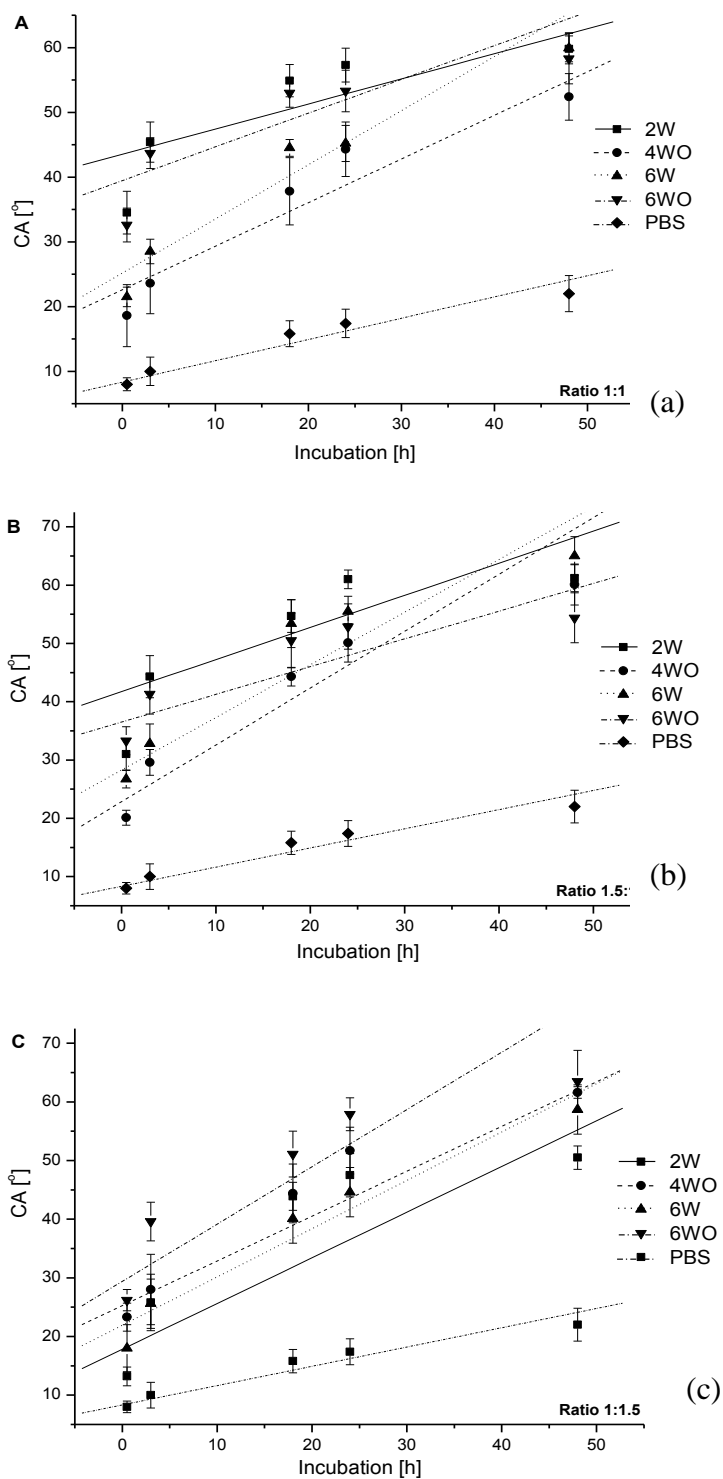 A
60
50
40
30
20
10
CA [°]
2W
4WO
6W
6WO
PBS
Ratio 1:1
(a)
0 10 20 30 40 50
Incubation [h]
B
70
60
50
40
30
20
10
CA [°]
2W
4WO
6W
6WO
PBS
Ratio 1.5:
(b)
0 10 20 30 40 50
Incubation [h]
C
70
60
50
40
30
20
10
CA [°]
2W
4WO
6W
6WO
PBS
Ratio 1:1.5
(c)
0 10 20 30 40 50
Incubation [h]